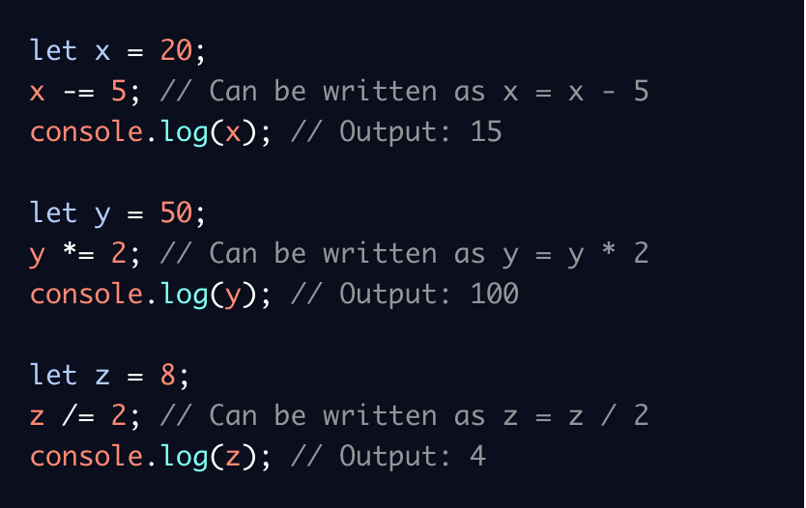 let x = 20;
x -= 5; // Can be written as x = x - 5
console.log(x); // Output: 15
let y = 50;
y *= 2; // Can be written as y = y * 2
console.log(y); // Output: 100
let z = 8;
z /= 2; // Can be written as z = z / 2
console.log(z); // Output: 4